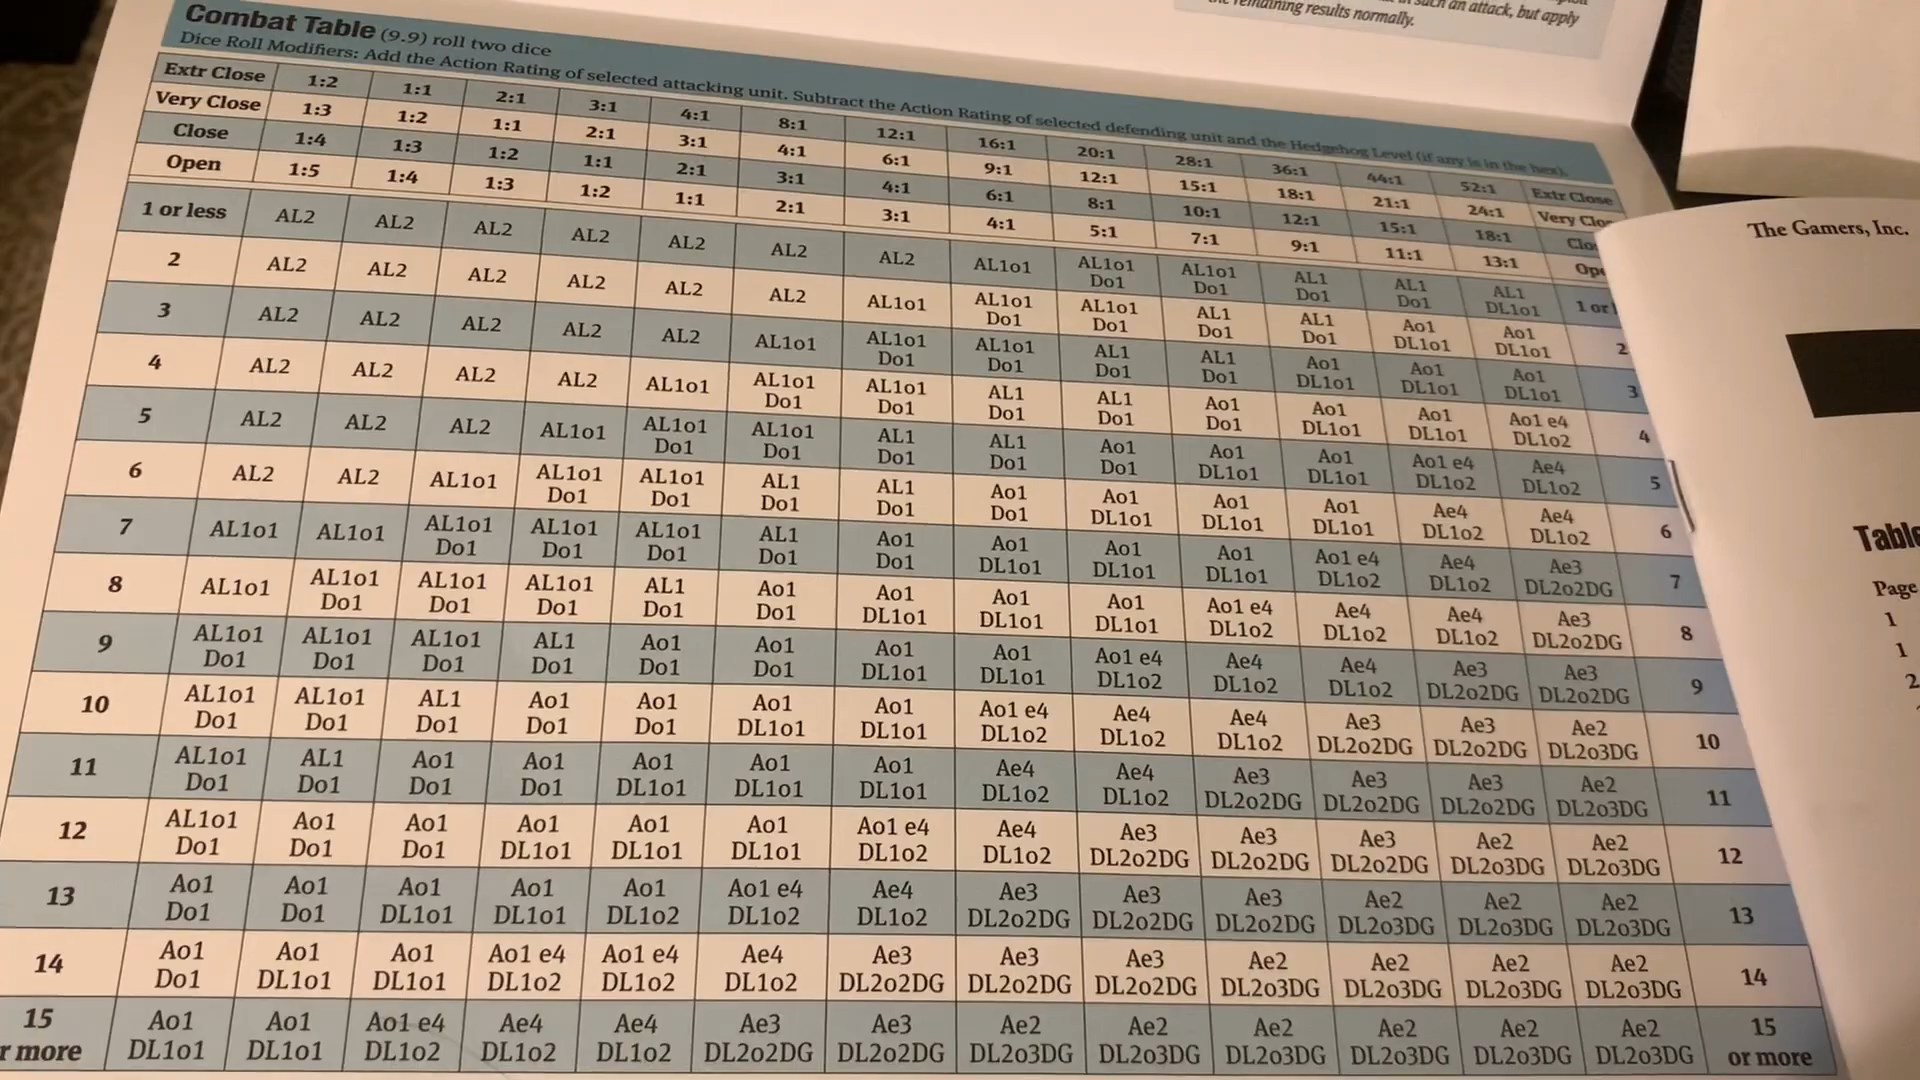 in such an attack, but apply
the remaining results normally.
Combat Table (9.9) roll two dice
Dice Roll Modifiers: Add the Action Rating of selected attacking unit. Subtract the Action Rating of selected defending unit and the Hedgehog Level (if any is in the hex).
Extr Close 1:2 1:1 2:1 3:1 4:1 8:1 12:1 16:1 20:1 28:1 36:1 44:1 52:1 Extr Close
Very Close 1:3 1:2 1:1 2:1 3:1 4:1 6:1 9:1 12:1 15:1 18:1 21:1 24:1 Very Clo
Close 1:4 1:3 1:2 1:1 2:1 3:1 4:1 6:1 8:1 10:1 12:1 15:1 18:1 Clo
Open 1:5 1:4 1:3 1:2 1:1 2:1 3:1 4:1 5:1 7:1 9:1 11:1 13:1 Ope
1 or less AL2 AL2 AL2 AL2 AL2 AL2 AL2 AL1o1 AL1o1 AL1o1 AL1 AL1 AL1 1 or l
Do1 Do1 Do1 Do1 DL1o1
2 AL2 AL2 AL2 AL2 AL2 AL2 AL1o1 AL1o1 AL1o1 AL1 AL1 Ao1 Ao1 2
Do1 Do1 Do1 Do1 DL1o1 DL1o1
3 AL2 AL2 AL2 AL2 AL2 AL1o1 AL1o1 AL1o1 AL1 AL1 Ao1 Ao1 Ao1 3
Do1 Do1 Do1 Do1 DL1o1 DL1o1 DL1o1
4 AL2 AL2 AL2 AL2 AL1o1 AL1o1 AL1o1 AL1 AL1 Ao1 Ao1 Ao1 Ao1 e4 4
Do1 Do1 Do1 Do1 Do1 DL1o1 DL1o1 DL1o2
5 AL2 AL2 AL2 AL1o1 AL1o1 AL1o1 AL1 AL1 Ao1 Ao1 Ao1 Ao1 e4 Ae4 5
Do1 Do1 Do1 Do1 Do1 DL1o1 DL1o1 DL1o2 DL1o2
6 AL2 AL2 AL1o1 AL1o1 AL1o1 AL1 AL1 Ao1 Ao1 Ao1 Ao1 Ae4 Ae4 6
Do1 Do1 Do1 Do1 Do1 DL1o1 DL1o1 DL1o1 DL1o2 DL1o2
7 AL1o1 AL1o1 AL1o1 AL1o1 AL1o1 AL1 Ao1 Ao1 Ao1 Ao1 Ao1 e4 Ae4 Ae3 7
Do1 Do1 Do1 Do1 Do1 DL1o1 DL1o1 DL1o1 DL1o2 DL1o2 DL2o2DG
8 AL1o1 AL1o1 AL1o1 AL1o1 AL1 Ao1 Ao1 Ao1 Ao1 Ao1 e4 Ae4 Ae4 Ae3 8
Do1 Do1 Do1 Do1 Do1 DL1o1 DL1o1 DL1o1 DL1o2 DL1o2 DL1o2 DL2o2DG
9 AL1o1 AL1o1 AL1o1 AL1 Ao1 Ao1 Ao1 Ao1 Ao1 e4 Ae4 Ae4 Ae3 Ae3 9
Do1 Do1 Do1 Do1 Do1 Do1 DL1o1 DL1o1 DL1o2 DL1o2 DL1o2 DL2o2DG DL2o2DG
10 AL1o1 AL1o1 AL1 Ao1 Ao1 Ao1 Ao1 Ao1 e4 Ae4 Ae4 Ae3 Ae3 Ae2 10
Do1 Do1 Do1 Do1 Do1 DL1o1 DL1o1 DL1o2 DL1o2 DL1o2 DL2o2DG DL2o2DG DL2o3DG
11 AL1o1 AL1 Ao1 Ao1 Ao1 Ao1 Ao1 Ae4 Ae4 Ae3 Ae3 Ae3 Ae2 11
Do1 Do1 Do1 Do1 DL1o1 DL1o1 DL1o1 DL1o2 DL1o2 DL2o2DG DL2o2DG DL2o2DG DL2o3DG
12 AL1o1 Ao1 Ao1 Ao1 Ao1 Ao1 Ao1 e4 Ae4 Ae3 Ae3 Ae3 Ae2 Ae2 12
Do1 Do1 Do1 DL1o1 DL1o1 DL1o1 DL1o2 DL1o2 DL2o2DG DL2o2DG DL2o2DG DL2o3DG DL2o3DG
13 Ao1 Ao1 Ao1 Ao1 Ao1 Ao1 e4 Ae4 Ae3 Ae3 Ae3 Ae2 Ae2 Ae2 13
Do1 Do1 DL1o1 DL1o1 DL1o2 DL1o2 DL1o2 DL2o2DG DL2o2DG DL2o2DG DL2o3DG DL2o3DG DL2o3DG
14 Ao1 Ao1 Ao1 Ao1 e4 Ao1 e4 Ae4 Ae3 Ae3 Ae3 Ae2 Ae2 Ae2 Ae2 14
Do1 DL1o1 DL1o1 DL1o2 DL1o2 DL1o2 DL2o2DG DL2o2DG DL2o2DG DL2o3DG DL2o3DG DL2o3DG DL2o3DG
15 Ao1 Ao1 Ao1 e4 Ae4 Ae4 Ae3 Ae3 Ae2 Ae2 Ae2 Ae2 Ae2 Ae2 15
r more DL1o1 DL1o1 DL1o2 DL1o2 DL1o2 DL2o2DG DL2o2DG DL2o3DG DL2o3DG DL2o3DG DL2o3DG DL2o3DG DL2o3DG or more
The Gamers, Inc.
Table
Page
1
1
2